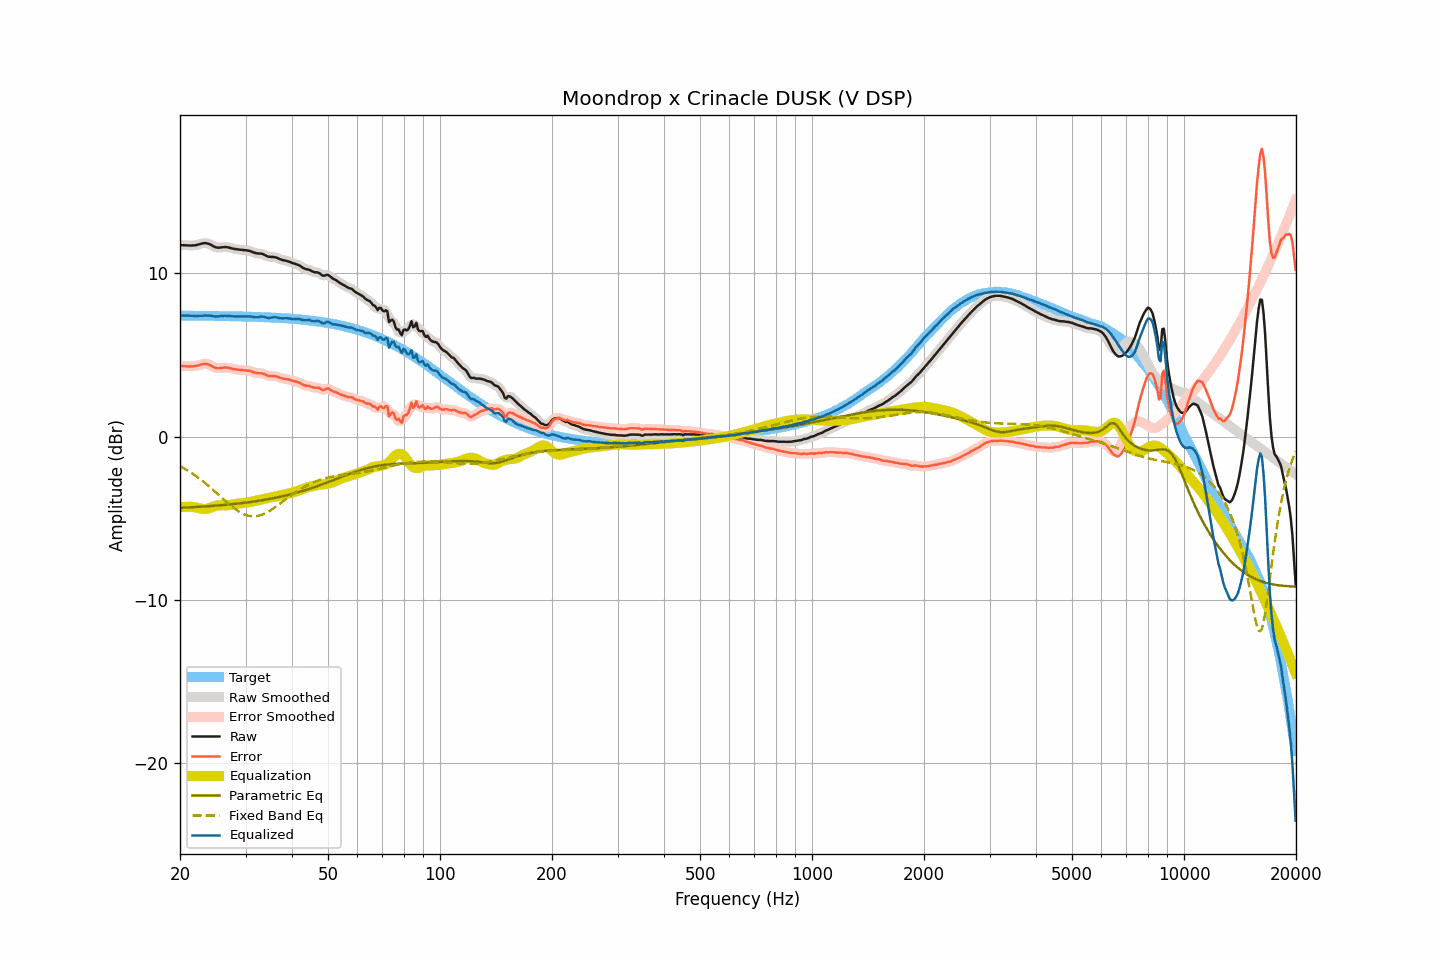 Moondrop x Crinacle DUSK (V DSP)
Amplitude (dBr)
10
0
−10
−20
Target
Raw Smoothed
Error Smoothed
Raw
Error
Equalization
Parametric Eq
Fixed Band Eq
Equalized
20 50 100 200 500 1000 2000 5000 10000 20000
Frequency (Hz)